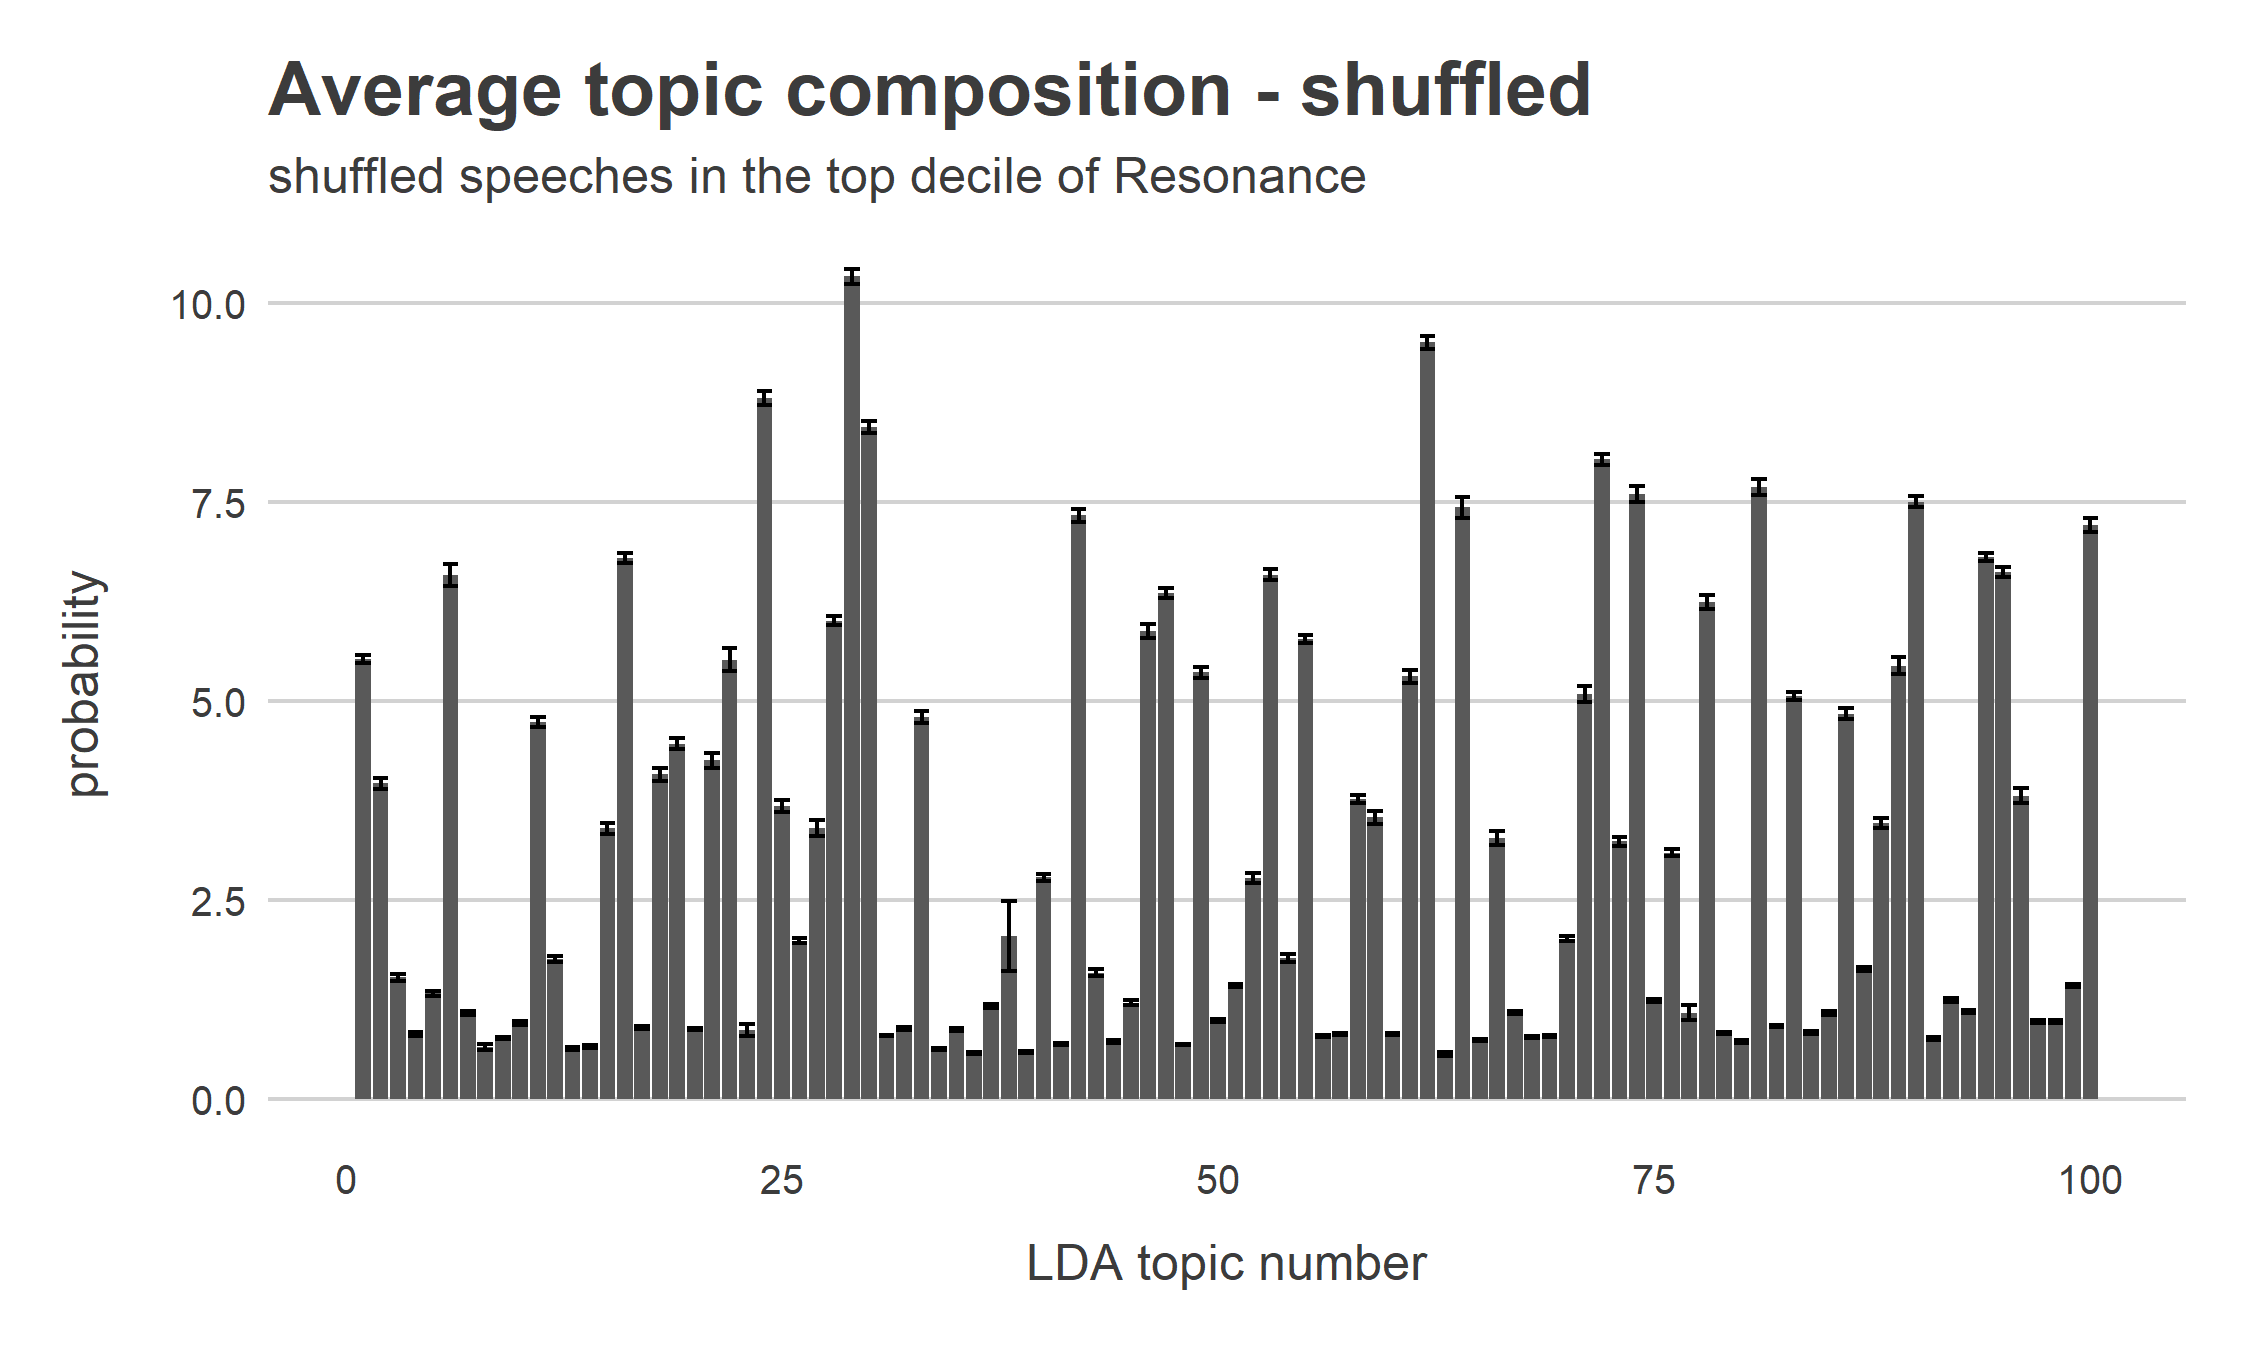 Average topic composition - shuffled
shuffled speeches in the top decile of Resonance
probability
10.0
7.5
5.0
2.5
0.0
0 25 50 75 100
LDA topic number